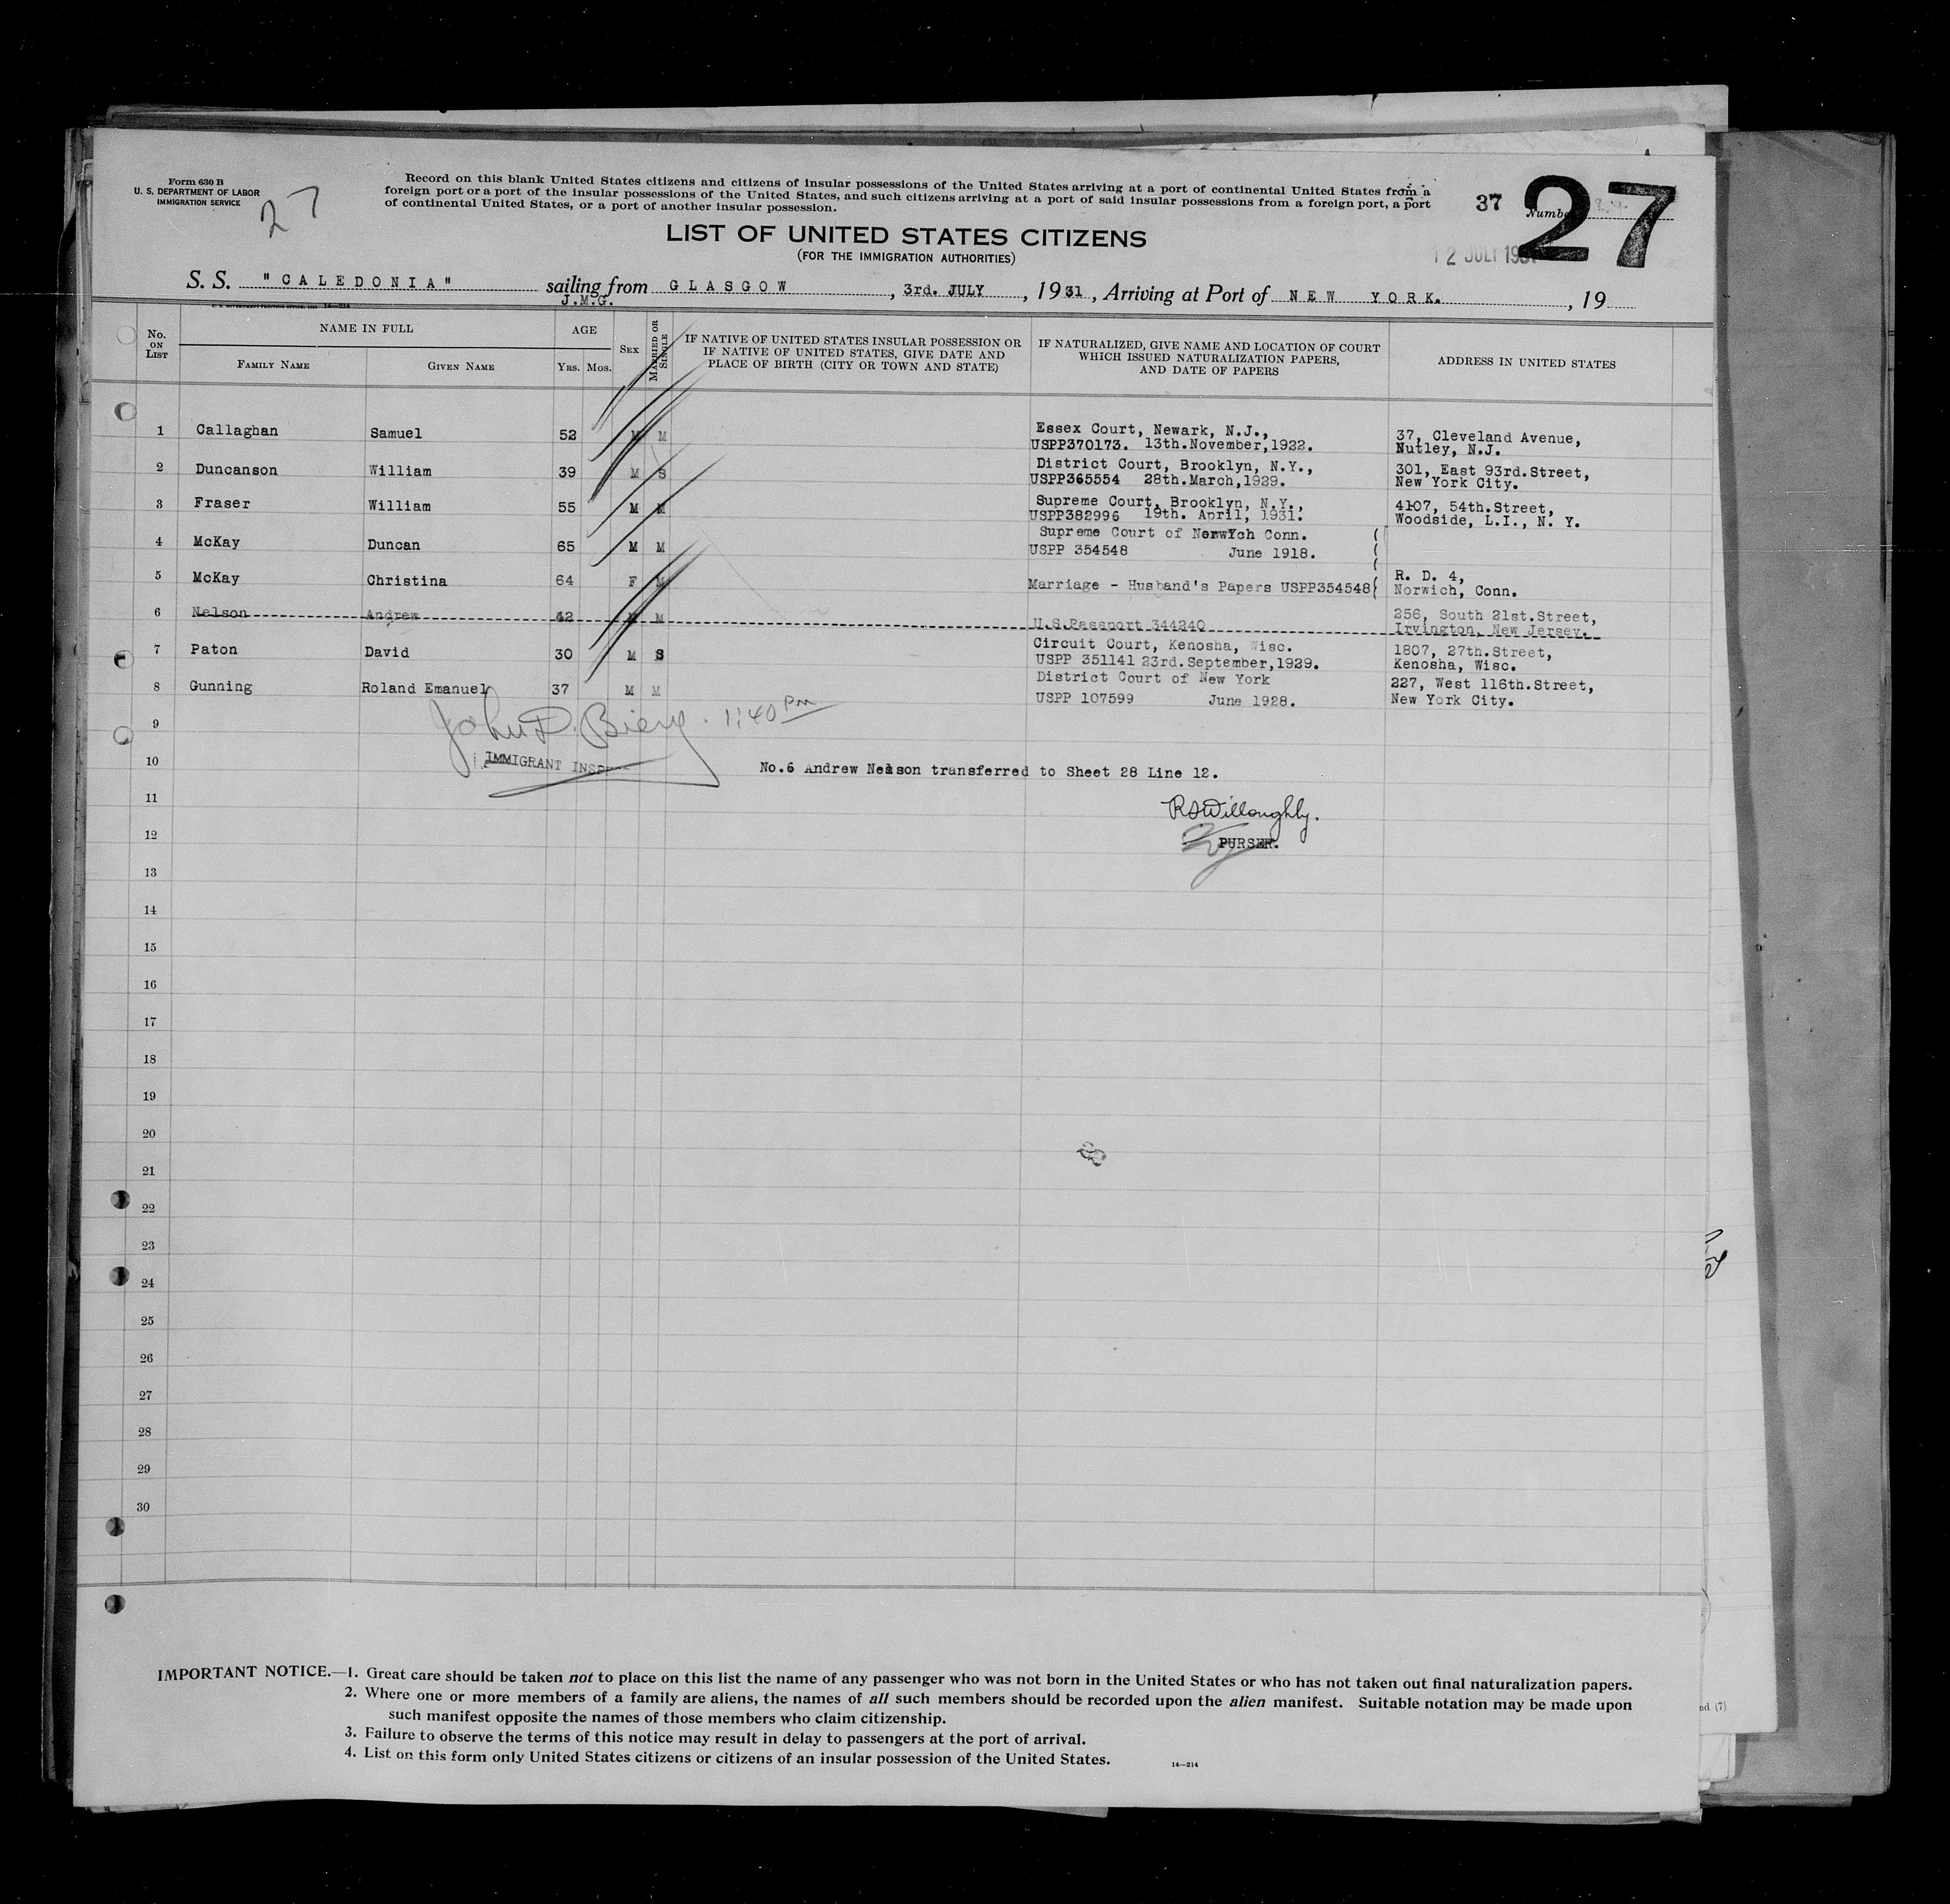 Form 630 B
U. S. DEPARTMENT OF LABOR
IMMIGRATION SERVICE
27
Record on this blank United States citizens and citizens of insular possessions of the United States arriving at a port of continental United States from a
foreign port or a port of the insular possessions of the United States, and such citizens arriving at a port of said insular possessions from a foreign port, a port
of continental United States, or a port of another insular possession.
37
Number
27
12 JULY 193
LIST OF UNITED STATES CITIZENS
(FOR THE IMMIGRATION AUTHORITIES)
S. S. "CALEDONIA" sailing from GLASGOW, 3rd. JULY, 1931, Arriving at Port of NEW YORK., 19
J.M.G.
No. ON LIST
NAME IN FULL
FAMILY NAME
GIVEN NAME
AGE
YRS. MOS.
SEX
MARRIED OR SINGLE
IF NATIVE OF UNITED STATES INSULAR POSSESSION OR
IF NATIVE OF UNITED STATES, GIVE DATE AND
PLACE OF BIRTH (CITY OR TOWN AND STATE)
IF NATURALIZED, GIVE NAME AND LOCATION OF COURT
WHICH ISSUED NATURALIZATION PAPERS,
AND DATE OF PAPERS
ADDRESS IN UNITED STATES
1 Callaghan Samuel 52 M M Essex Court, Newark, N.J., 37, Cleveland Avenue,
USPP370173. 13th.November,1922. Nutley, N.J.
2 Duncanson William 39 M S District Court, Brooklyn, N.Y., 301, East 93rd.Street,
USPP365554 28th.March,1929. New York City.
3 Fraser William 55 M M Supreme Court, Brooklyn, N.Y., 4107, 54th.Street,
USPP382996 19th. April, 1931. Woodside, L.I., N. Y.
4 McKay Duncan 65 M M Supreme Court of Norwich Conn.
USPP 354548 June 1918.
5 McKay Christina 64 F M Marriage - Husband's Papers USPP354548 R. D. 4,
Norwich, Conn.
6 Nelson Andrew 42 M M U.S.Passport 344240 256, South 21st.Street,
Irvington, New Jersey.
7 Paton David 30 M S Circuit Court, Kenosha, Wisc. 1807, 27th.Street,
USPP 351141 23rd.September,1929. Kenosha, Wisc.
8 Gunning Roland Emanuel 37 M M District Court of New York 227, West 116th.Street,
USPP 107599 June 1928. New York City.
9
John D. Biery. 1:40 pm
10
IMMIGRANT INSP
No.6 Andrew Nelson transferred to Sheet 28 Line 12.
11
RSWilloughby.
12
PURSER.
13
14
15
16
17
18
19
20
21
22
23
24
25
26
27
28
29
30
IMPORTANT NOTICE.—1. Great care should be taken not to place on this list the name of any passenger who was not born in the United States or who has not taken out final naturalization papers.
2. Where one or more members of a family are aliens, the names of all such members should be recorded upon the alien manifest. Suitable notation may be made upon
such manifest opposite the names of those members who claim citizenship.
3. Failure to observe the terms of this notice may result in delay to passengers at the port of arrival.
4. List on this form only United States citizens or citizens of an insular possession of the United States.
14—214
nd (7)